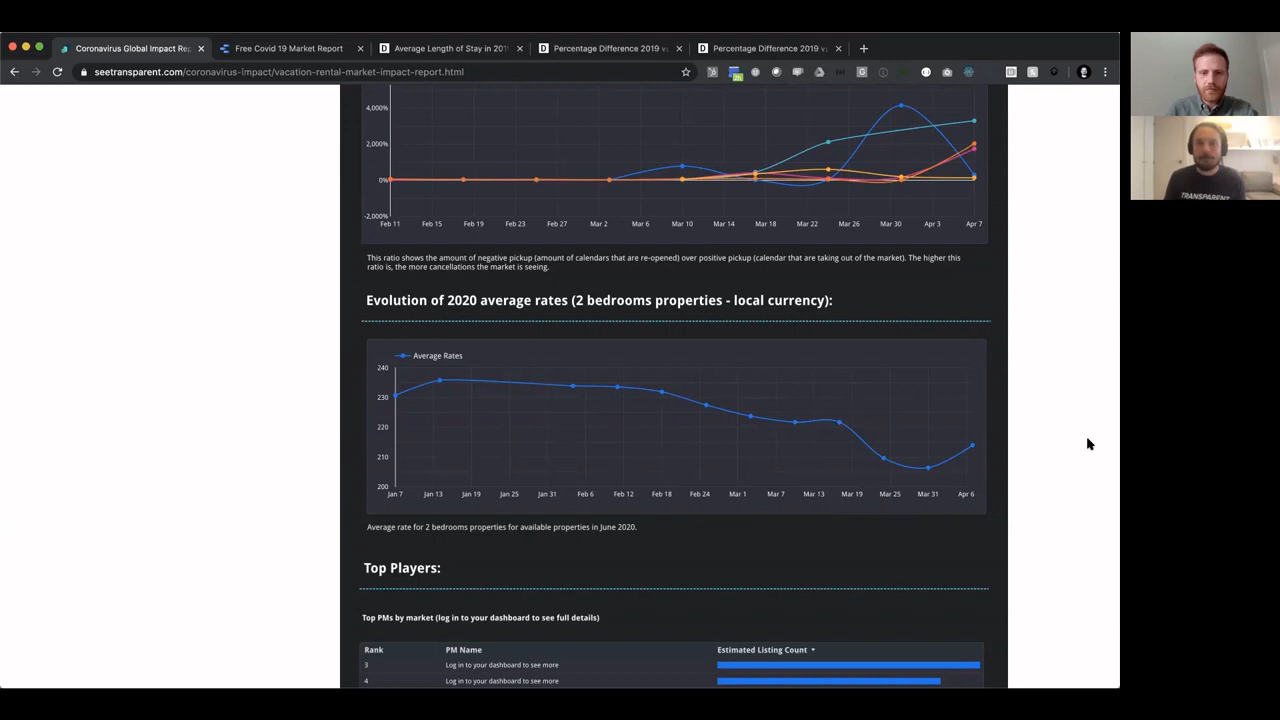 Coronavirus Global Impact Rep
Free Covid 19 Market Report
Average Length of Stay in 201
Percentage Difference 2019 v
Percentage Difference 2019 v
seetransparent.com/coronavirus-impact/vacation-rental-market-impact-report.html
4,000%
2,000%
0%
-2,000%
Feb 11 Feb 15 Feb 19 Feb 23 Feb 27 Mar 2 Mar 6 Mar 10 Mar 14 Mar 18 Mar 22 Mar 26 Mar 30 Apr 3 Apr 7
This ratio shows the amount of negative pickup (amount of calendars that are re-opened) over positive pickup (calendar that are taking out of the market). The higher this
ratio is, the more cancellations the market is seeing.
Evolution of 2020 average rates (2 bedrooms properties - local currency):
Average Rates
240
230
220
210
200
Jan 7 Jan 13 Jan 19 Jan 25 Jan 31 Feb 6 Feb 12 Feb 18 Feb 24 Mar 1 Mar 7 Mar 13 Mar 19 Mar 25 Mar 31 Apr 6
Average rate for 2 bedrooms properties for available properties in June 2020.
Top Players:
Top PMs by market (log in to your dashboard to see full details)
Rank PM Name Estimated Listing Count
3 Log in to your dashboard to see more
4 Log in to your dashboard to see more
TRANSPARENT